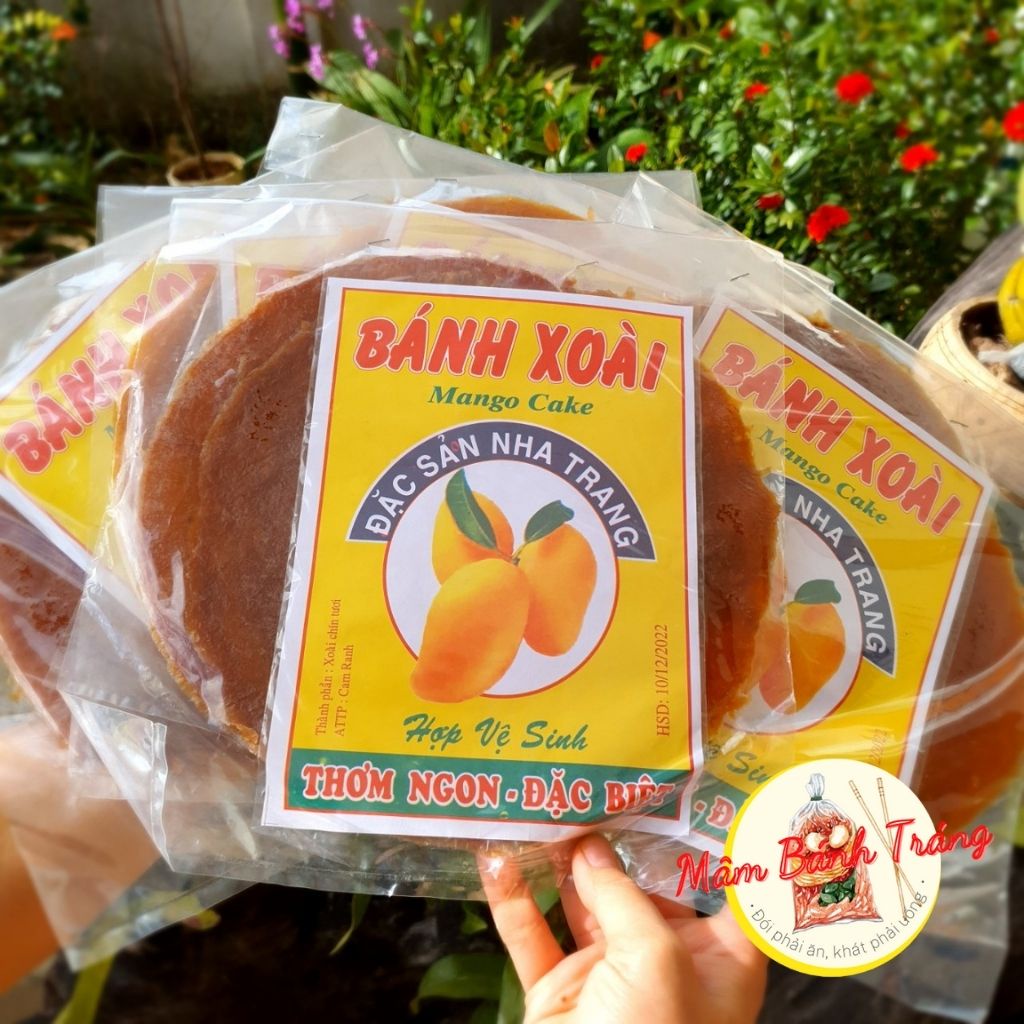 BÁNH XOÀI
Mango Cake
ĐẶC SẢN NHA TRANG
Thành phần : Xoài chín tươi
ATTP : Cam Ranh
HSD: 10/12/2022
Hợp Vệ Sinh
THƠM NGON - ĐẶC BIỆT
BÁNH
BÁNH XOÀI
Mango Cake
NHA TRANG
Mâm Bánh Tráng
· Đói phải ăn, khát phải uống ·